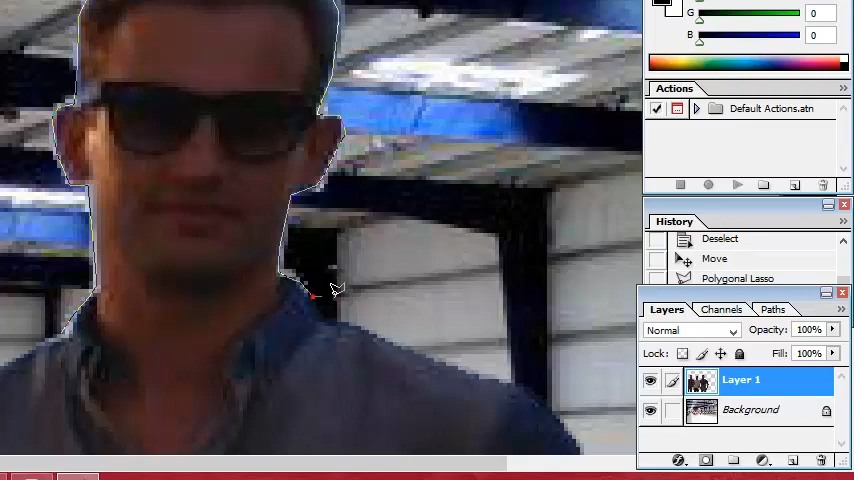 G 0
B 0
Actions
Default Actions.atn
History
Deselect
Move
Polygonal Lasso
Layers Channels Paths
Normal Opacity: 100%
Lock: Fill: 100%
Layer 1
Background